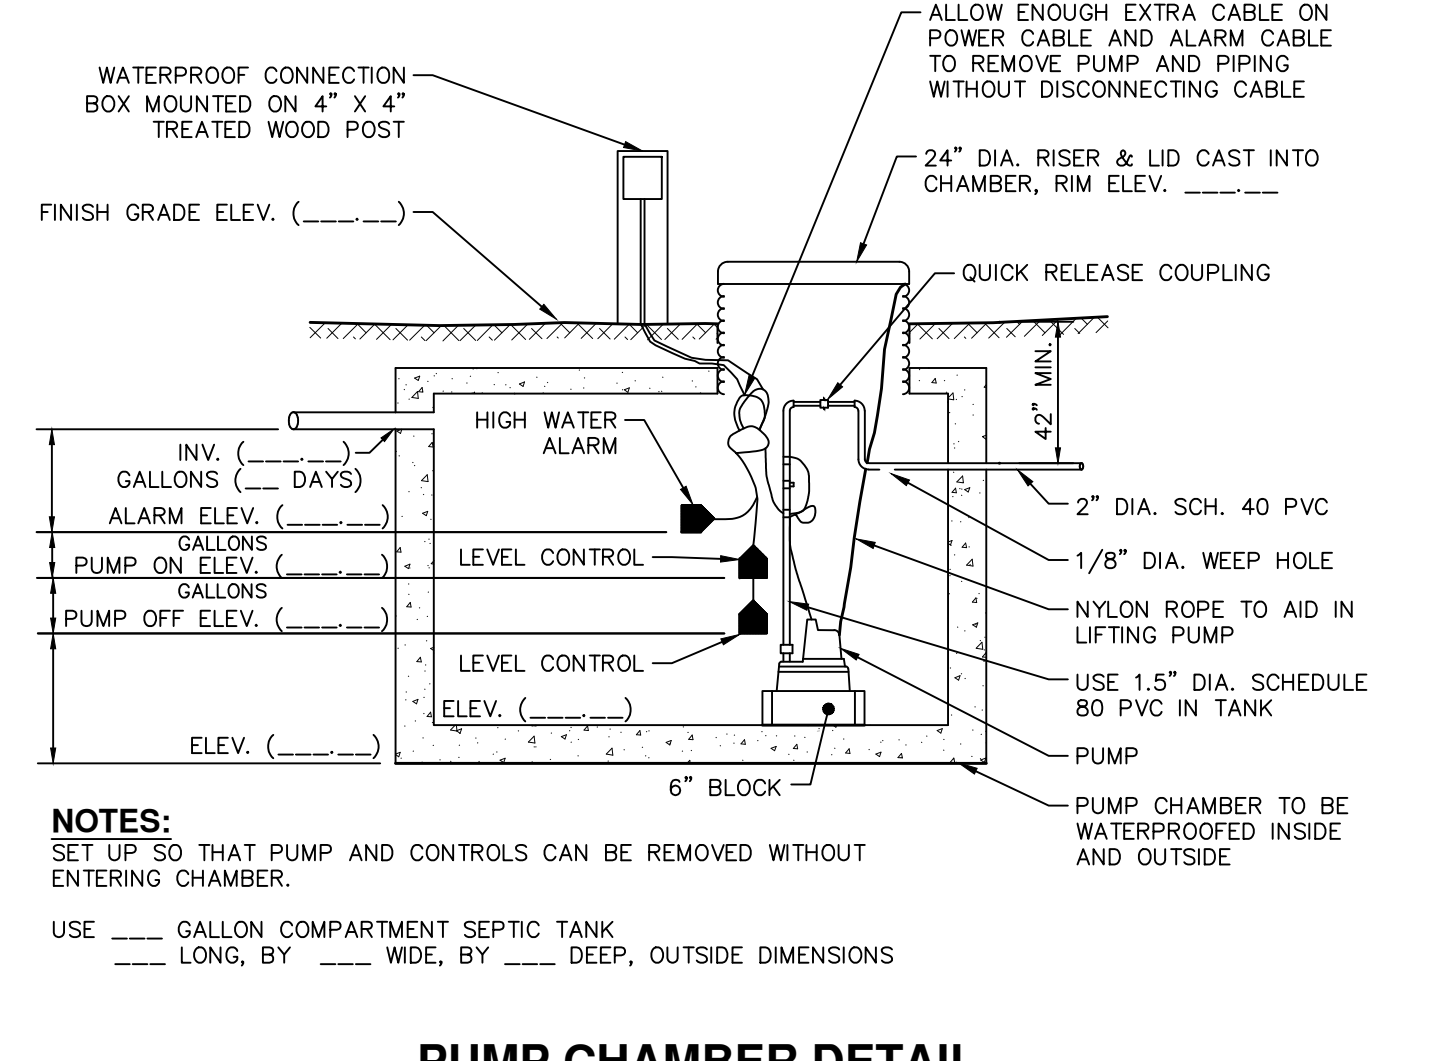 ALLOW ENOUGH EXTRA CABLE ON
POWER CABLE AND ALARM CABLE
TO REMOVE PUMP AND PIPING
WITHOUT DISCONNECTING CABLE
WATERPROOF CONNECTION
BOX MOUNTED ON 4" X 4"
TREATED WOOD POST
24" DIA. RISER & LID CAST INTO
CHAMBER, RIM ELEV. ___.__
FINISH GRADE ELEV. (___.__)
QUICK RELEASE COUPLING
42" MIN.
HIGH WATER
ALARM
INV. (___.__)
GALLONS (__ DAYS)
ALARM ELEV. (___.__)
GALLONS
PUMP ON ELEV. (___.__)
GALLONS
PUMP OFF ELEV. (___.__)
LEVEL CONTROL
LEVEL CONTROL
ELEV. (___.__)
ELEV. (___.__)
2" DIA. SCH. 40 PVC
1/8" DIA. WEEP HOLE
NYLON ROPE TO AID IN
LIFTING PUMP
USE 1.5" DIA. SCHEDULE
80 PVC IN TANK
PUMP
6" BLOCK
PUMP CHAMBER TO BE
WATERPROOFED INSIDE
AND OUTSIDE
NOTES:
SET UP SO THAT PUMP AND CONTROLS CAN BE REMOVED WITHOUT
ENTERING CHAMBER.
USE ___ GALLON COMPARTMENT SEPTIC TANK
___ LONG, BY ___ WIDE, BY ___ DEEP, OUTSIDE DIMENSIONS
PUMP CHAMBER DETAIL